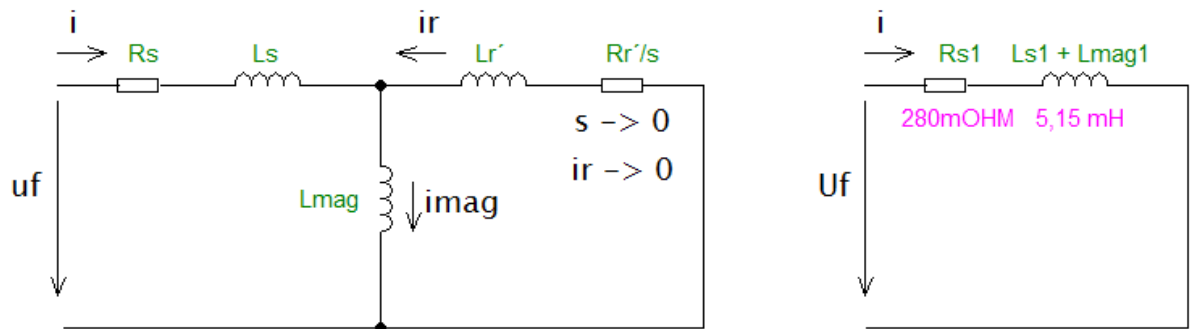 i
ir
Rs
Ls
Lr´
Rr´/s
s -> 0
ir -> 0
uf
Lmag
imag
i
Rs1
Ls1 + Lmag1
280mOHM
5,15 mH
Uf